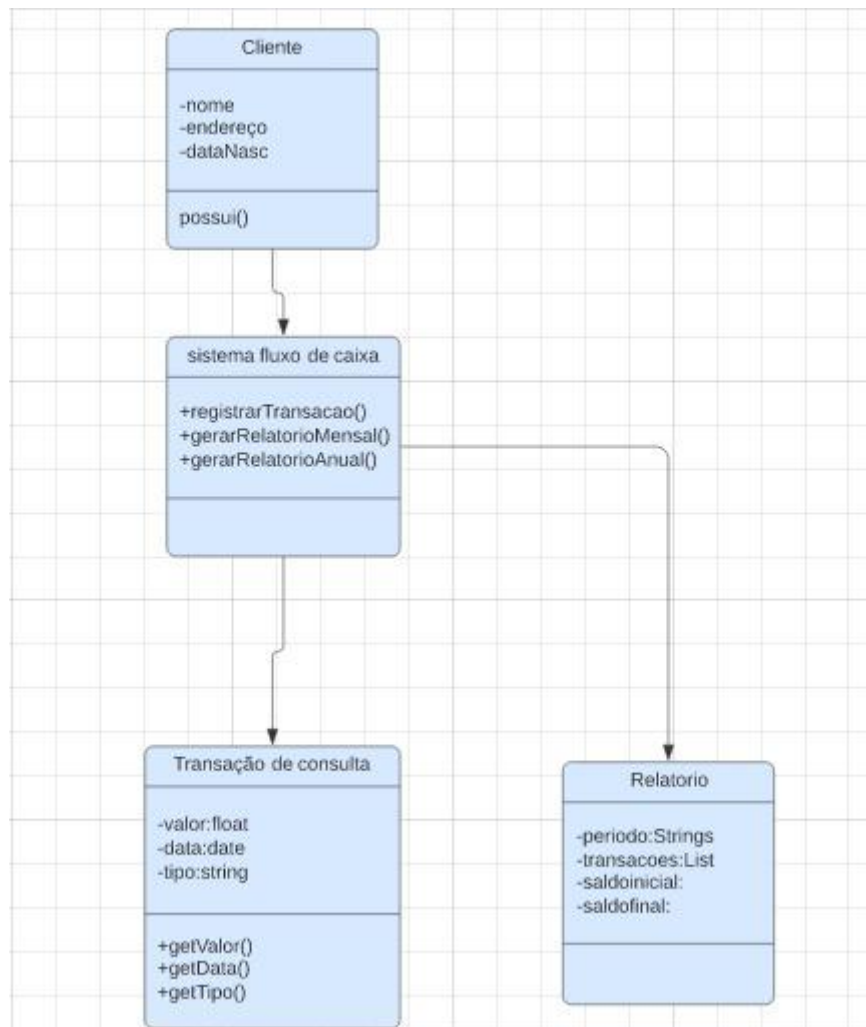 Cliente
-nome
-endereço
-dataNasc
possui()
sistema fluxo de caixa
+registrarTransacao()
+gerarRelatorioMensal()
+gerarRelatorioAnual()
Transação de consulta
-valor:float
-data:date
-tipo:string
+getValor()
+getData()
+getTipo()
Relatorio
-periodo:Strings
-transacoes:List
-saldoinicial:
-saldofinal: